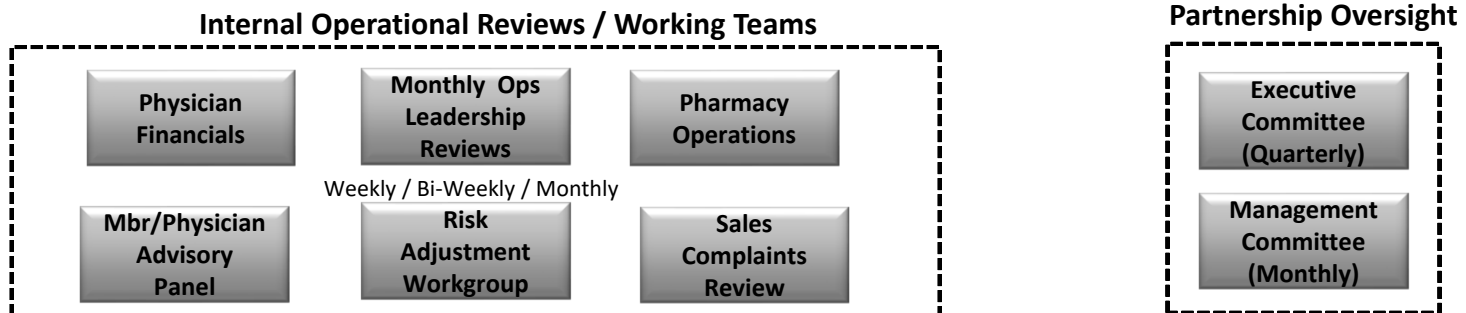 Internal Operational Reviews / Working Teams
Physician
Financials
Monthly Ops
Leadership
Reviews
Pharmacy
Operations
Weekly / Bi-Weekly / Monthly
Mbr/Physician
Advisory
Panel
Risk
Adjustment
Workgroup
Sales
Complaints
Review
Partnership Oversight
Executive
Committee
(Quarterly)
Management
Committee
(Monthly)